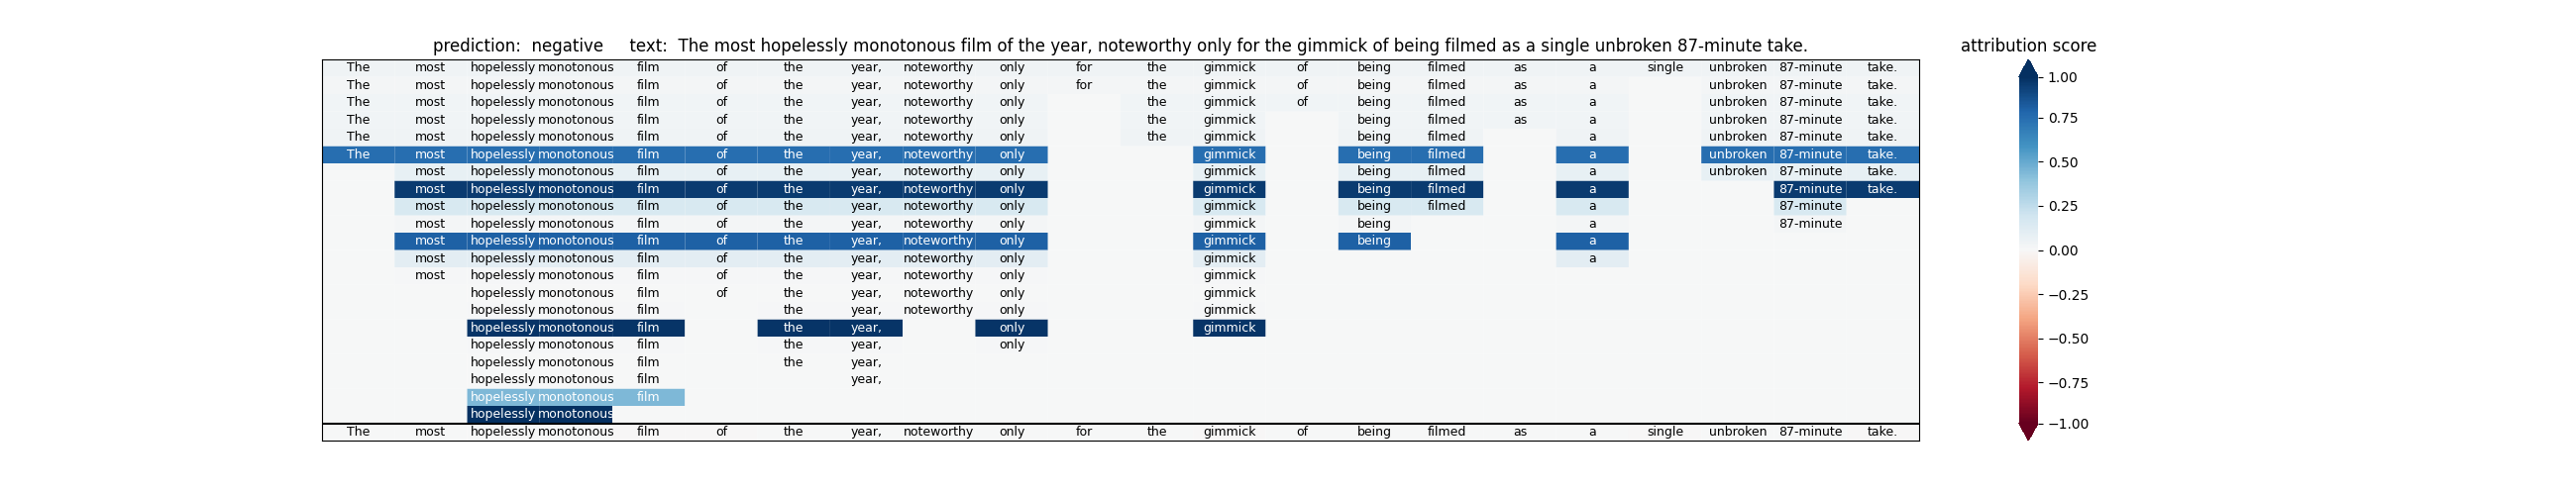 prediction: negative text: The most hopelessly monotonous film of the year, noteworthy only for the gimmick of being filmed as a single unbroken 87-minute take.
attribution score
The most hopelessly monotonous film of the year, noteworthy only for the gimmick of being filmed as a single unbroken 87-minute take.
The most hopelessly monotonous film of the year, noteworthy only for the gimmick of being filmed as a unbroken 87-minute take.
The most hopelessly monotonous film of the year, noteworthy only the gimmick of being filmed as a unbroken 87-minute take.
The most hopelessly monotonous film of the year, noteworthy only the gimmick being filmed as a unbroken 87-minute take.
The most hopelessly monotonous film of the year, noteworthy only the gimmick being filmed a unbroken 87-minute take.
The most hopelessly monotonous film of the year, noteworthy only gimmick being filmed a unbroken 87-minute take.
most hopelessly monotonous film of the year, noteworthy only gimmick being filmed a unbroken 87-minute take.
most hopelessly monotonous film of the year, noteworthy only gimmick being filmed a 87-minute take.
most hopelessly monotonous film of the year, noteworthy only gimmick being filmed a 87-minute
most hopelessly monotonous film of the year, noteworthy only gimmick being a 87-minute
most hopelessly monotonous film of the year, noteworthy only gimmick being a
most hopelessly monotonous film of the year, noteworthy only gimmick a
most hopelessly monotonous film of the year, noteworthy only gimmick
hopelessly monotonous film of the year, noteworthy only gimmick
hopelessly monotonous film the year, noteworthy only gimmick
hopelessly monotonous film the year, only gimmick
hopelessly monotonous film the year, only
hopelessly monotonous film the year,
hopelessly monotonous film year,
hopelessly monotonous film
hopelessly monotonous
The most hopelessly monotonous film of the year, noteworthy only for the gimmick of being filmed as a single unbroken 87-minute take.
1.00
0.75
0.50
0.25
0.00
−0.25
−0.50
−0.75
−1.00